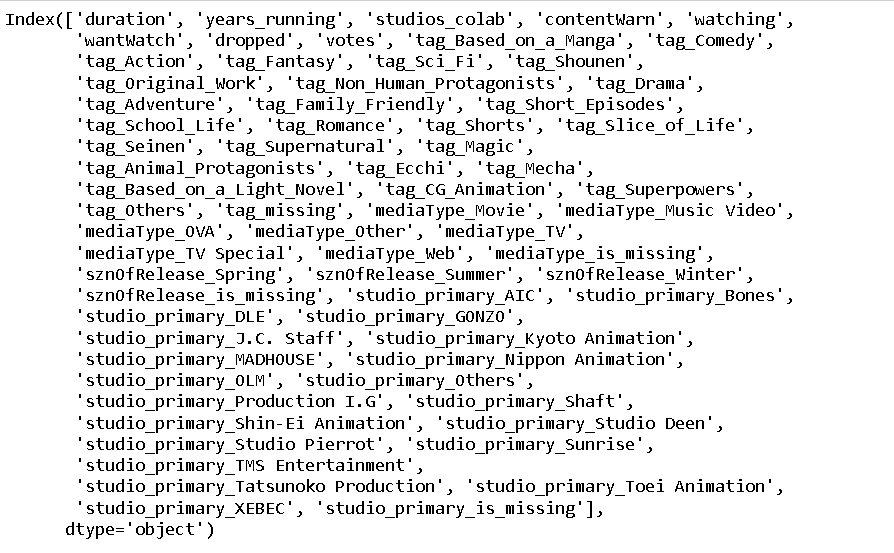 Index(['duration', 'years_running', 'studios_colab', 'contentWarn', 'watching',
'wantWatch', 'dropped', 'votes', 'tag_Based_on_a_Manga', 'tag_Comedy',
'tag_Action', 'tag_Fantasy', 'tag_Sci_Fi', 'tag_Shounen',
'tag_Original_Work', 'tag_Non_Human_Protagonists', 'tag_Drama',
'tag_Adventure', 'tag_Family_Friendly', 'tag_Short_Episodes',
'tag_School_Life', 'tag_Romance', 'tag_Shorts', 'tag_Slice_of_Life',
'tag_Seinen', 'tag_Supernatural', 'tag_Magic',
'tag_Animal_Protagonists', 'tag_Ecchi', 'tag_Mecha',
'tag_Based_on_a_Light_Novel', 'tag_CG_Animation', 'tag_Superpowers',
'tag_Others', 'tag_missing', 'mediaType_Movie', 'mediaType_Music Video',
'mediaType_OVA', 'mediaType_Other', 'mediaType_TV',
'mediaType_TV Special', 'mediaType_Web', 'mediaType_is_missing',
'sznOfRelease_Spring', 'sznOfRelease_Summer', 'sznOfRelease_Winter',
'sznOfRelease_is_missing', 'studio_primary_AIC', 'studio_primary_Bones',
'studio_primary_DLE', 'studio_primary_GONZO',
'studio_primary_J.C. Staff', 'studio_primary_Kyoto Animation',
'studio_primary_MADHOUSE', 'studio_primary_Nippon Animation',
'studio_primary_OLM', 'studio_primary_Others',
'studio_primary_Production I.G', 'studio_primary_Shaft',
'studio_primary_Shin-Ei Animation', 'studio_primary_Studio Deen',
'studio_primary_Studio Pierrot', 'studio_primary_Sunrise',
'studio_primary_TMS Entertainment',
'studio_primary_Tatsunoko Production', 'studio_primary_Toei Animation',
'studio_primary_XEBEC', 'studio_primary_is_missing'],
dtype='object')